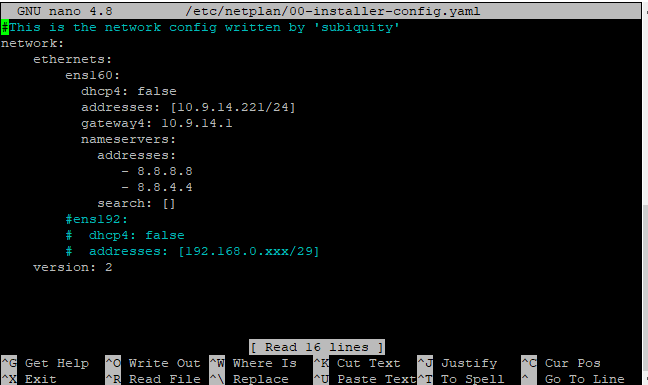 GNU nano 4.8 /etc/netplan/00-installer-config.yaml
#This is the network config written by 'subiquity'
network:
    ethernets:
        ens160:
          dhcp4: false
          addresses: [10.9.14.221/24]
          gateway4: 10.9.14.1
          nameservers:
            addresses:
               - 8.8.8.8
               - 8.8.4.4
            search: []
        #ens192:
        #  dhcp4: false
        #  addresses: [192.168.0.xxx/29]
    version: 2
[ Read 16 lines ]
^G Get Help ^O Write Out ^W Where Is ^K Cut Text ^J Justify ^C Cur Pos
^X Exit ^R Read File ^\ Replace ^U Paste Text^T To Spell ^_ Go To Line